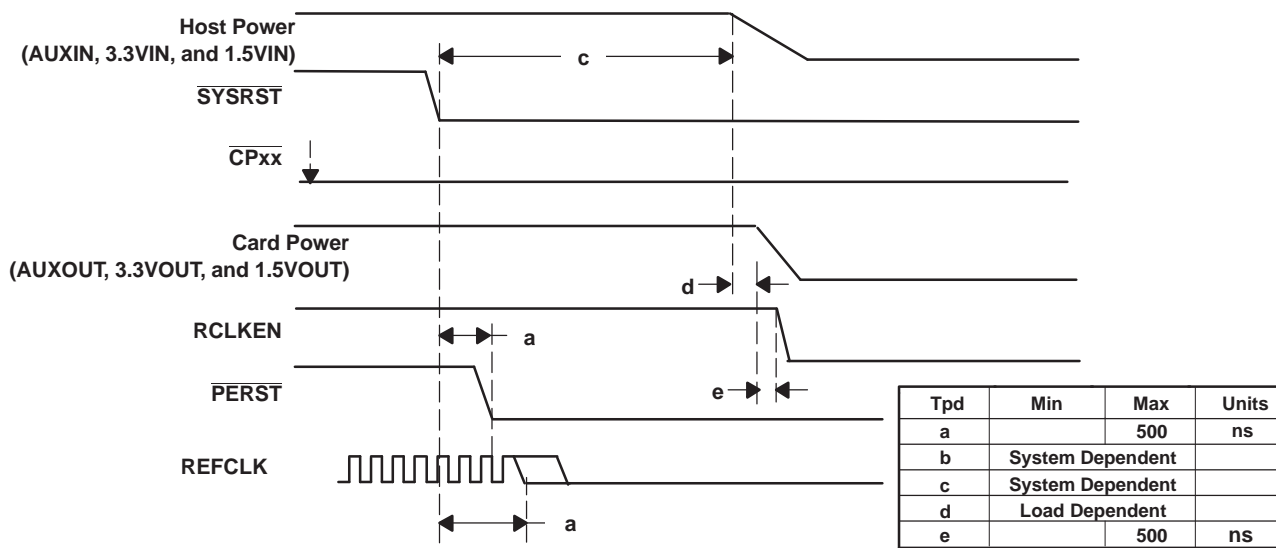 Host Power
(AUXIN, 3.3VIN, and 1.5VIN)
c
SYSRST
CPxx
Card Power
(AUXOUT, 3.3VOUT, and 1.5VOUT)
d
RCLKEN
a
PERST
e
REFCLK
a
Tpd Min Max Units
a 500 ns
b System Dependent
c System Dependent
d Load Dependent
e 500 ns